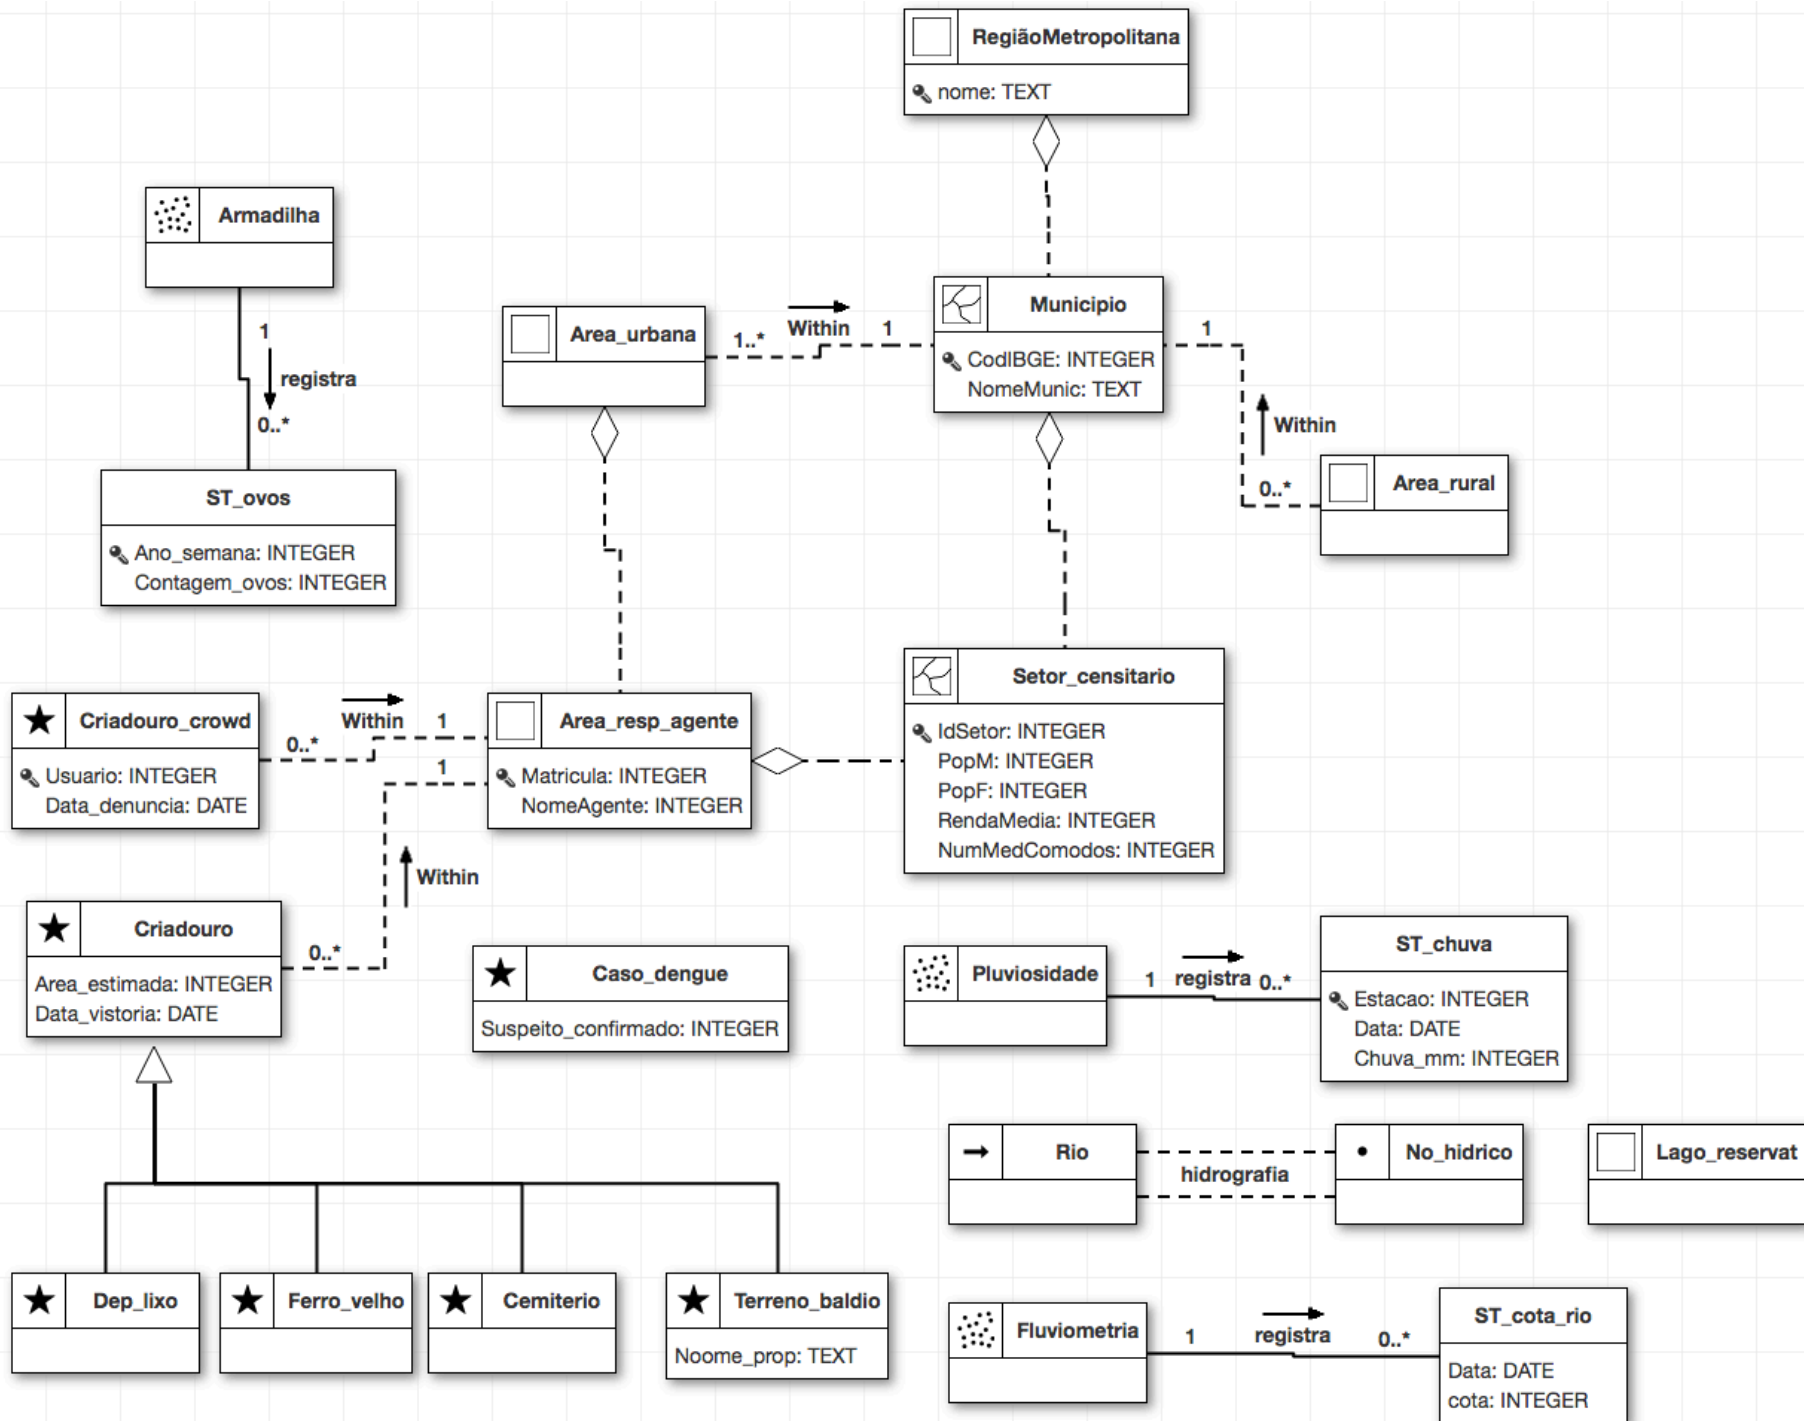 RegiãoMetropolitana
nome: TEXT
Armadilha
1
registra
0..*
ST_ovos
Ano_semana: INTEGER
Contagem_ovos: INTEGER
Area_urbana
1..*
Within
1
Municipio
CodIBGE: INTEGER
NomeMunic: TEXT
1
Within
0..*
Area_rural
Criadouro_crowd
Usuario: INTEGER
Data_denuncia: DATE
0..*
Within
1
1
Area_resp_agente
Matricula: INTEGER
NomeAgente: INTEGER
Setor_censitario
IdSetor: INTEGER
PopM: INTEGER
PopF: INTEGER
RendaMedia: INTEGER
NumMedComodos: INTEGER
Within
0..*
Criadouro
Area_estimada: INTEGER
Data_vistoria: DATE
Caso_dengue
Suspeito_confirmado: INTEGER
Pluviosidade
1
registra
0..*
ST_chuva
Estacao: INTEGER
Data: DATE
Chuva_mm: INTEGER
Rio
hidrografia
No_hidrico
Lago_reservat
Dep_lixo
Ferro_velho
Cemiterio
Terreno_baldio
Noome_prop: TEXT
Fluviometria
1
registra
0..*
ST_cota_rio
Data: DATE
cota: INTEGER